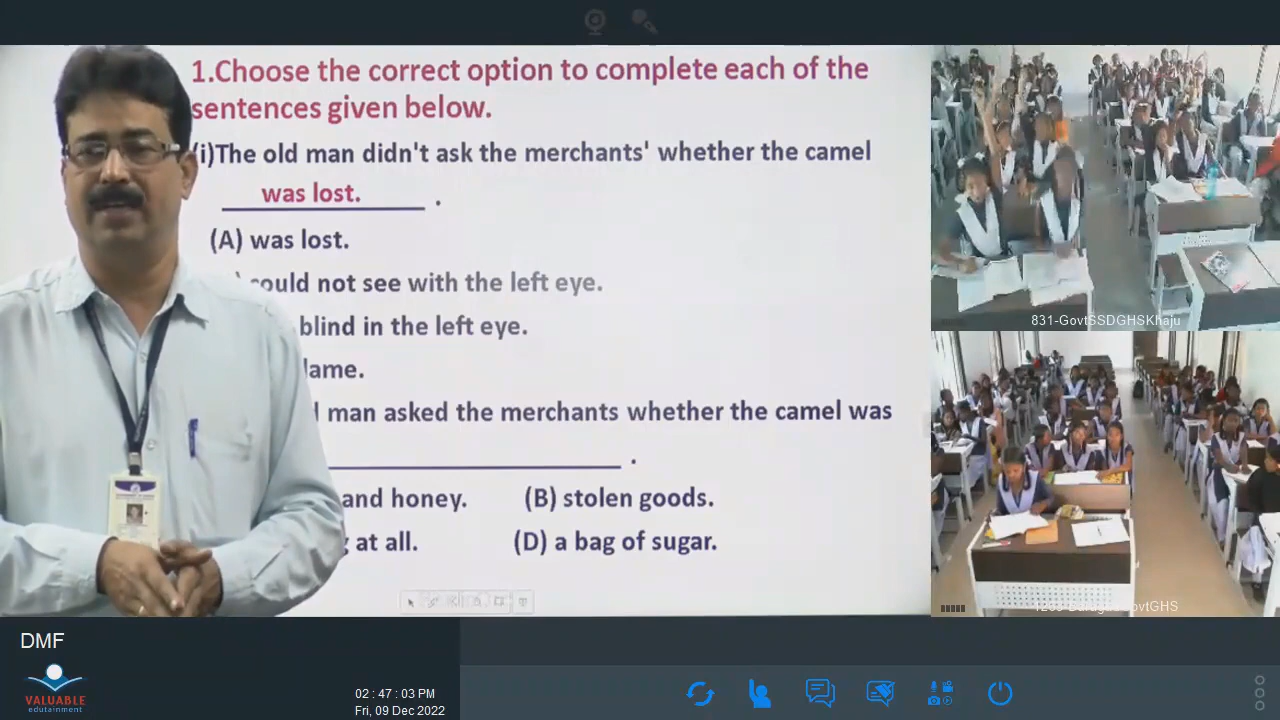 1.Choose the correct option to complete each of the
sentences given below.
(i)The old man didn't ask the merchants' whether the camel
was lost. .
(A) was lost.
could not see with the left eye.
blind in the left eye.
lame.
man asked the merchants whether the camel was
.
and honey. (B) stolen goods.
at all. (D) a bag of sugar.
831-GovtSSDGHSKhaju
DMF
VALUABLE
edutainment
02 : 47 : 03 PM
Fri, 09 Dec 2022